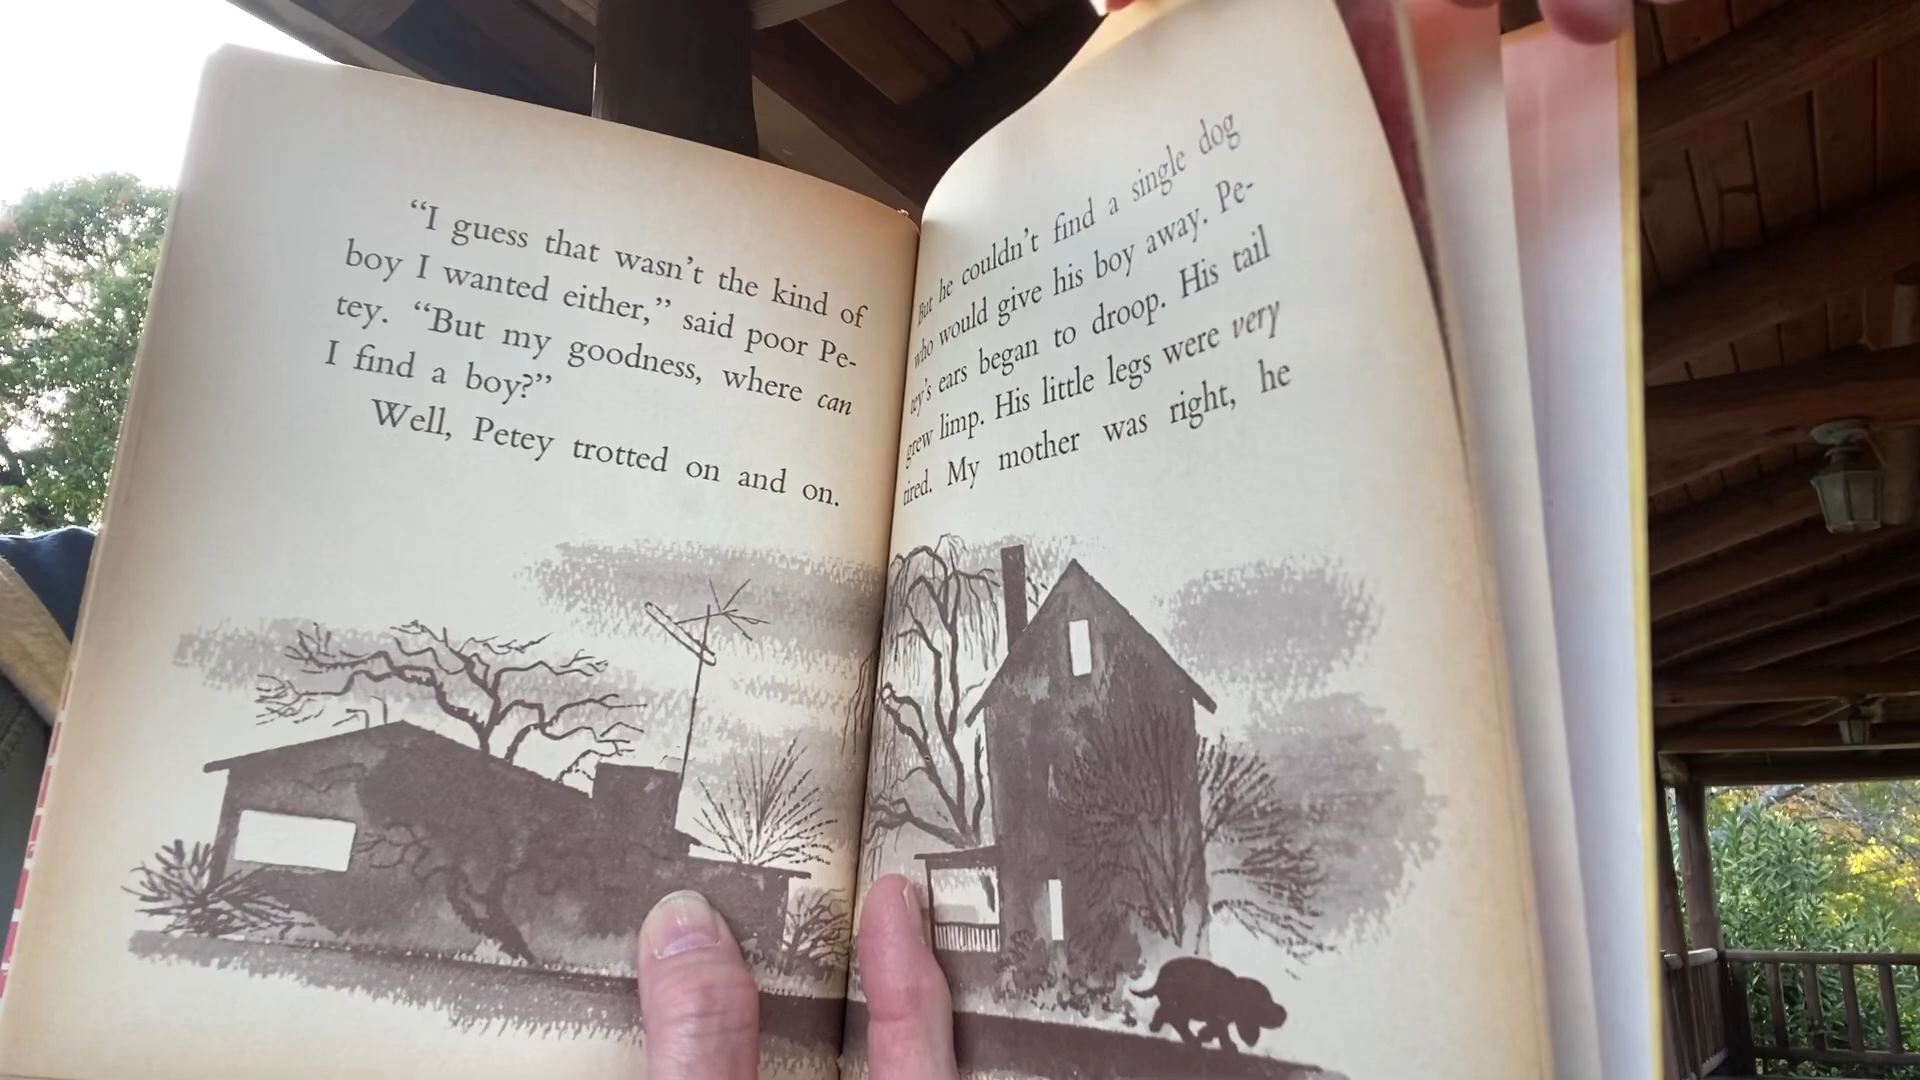 “I guess that wasn’t the kind of
boy I wanted either,” said poor Pe-
tey. “But my goodness, where can
I find a boy?”
Well, Petey trotted on and on.
But he couldn’t find a single dog
who would give his boy away. Pe-
tey’s ears began to droop. His tail
grew limp. His little legs were very
tired. My mother was right, he